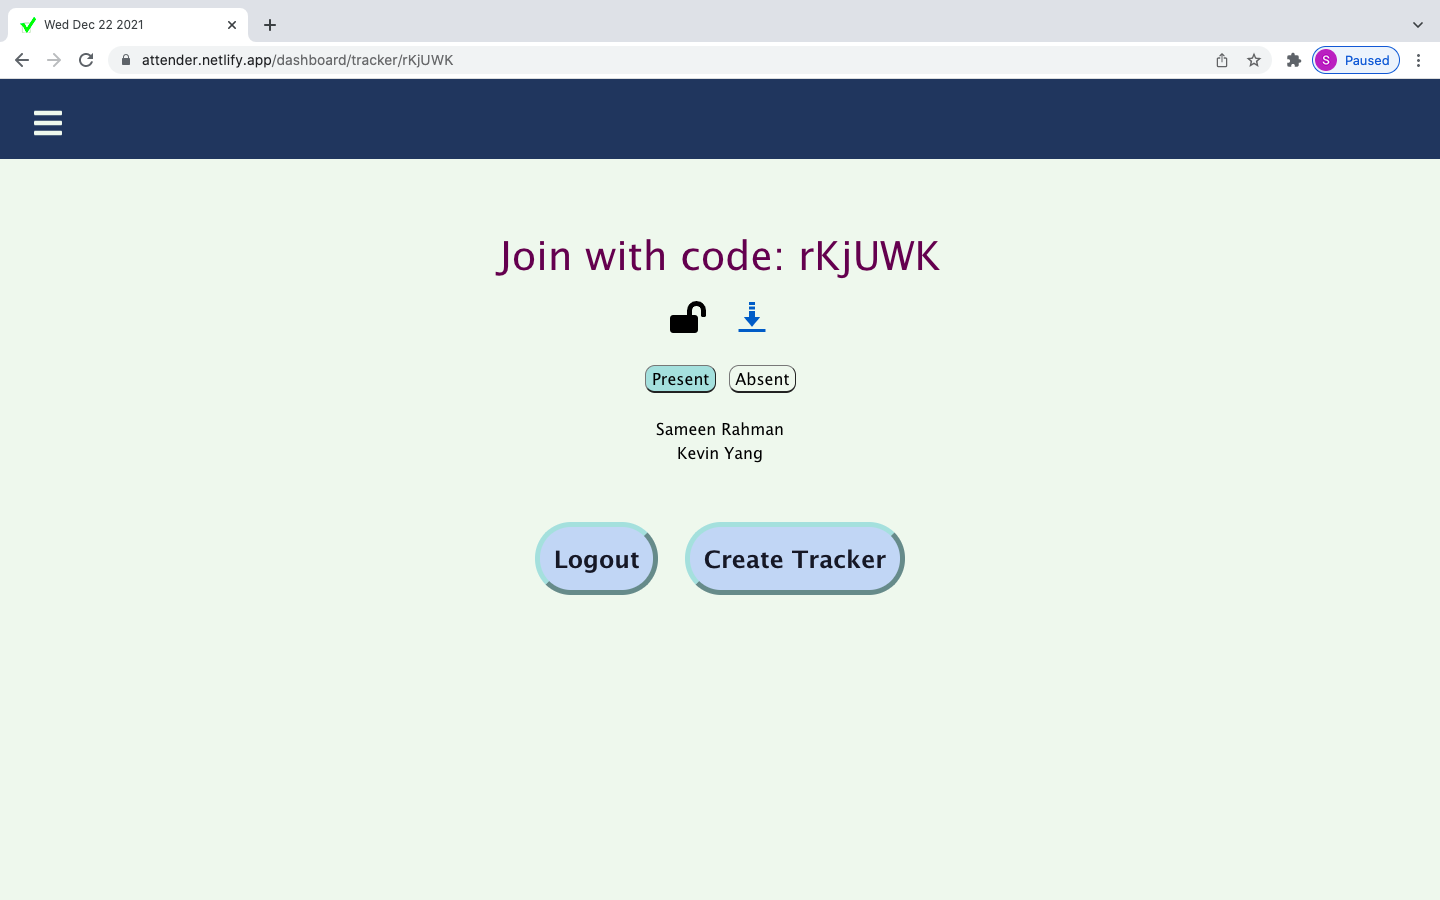 Wed Dec 22 2021
attender.netlify.app/dashboard/tracker/rKjUWK
S Paused
Join with code: rKjUWK
Present Absent
Sameen Rahman
Kevin Yang
Logout Create Tracker